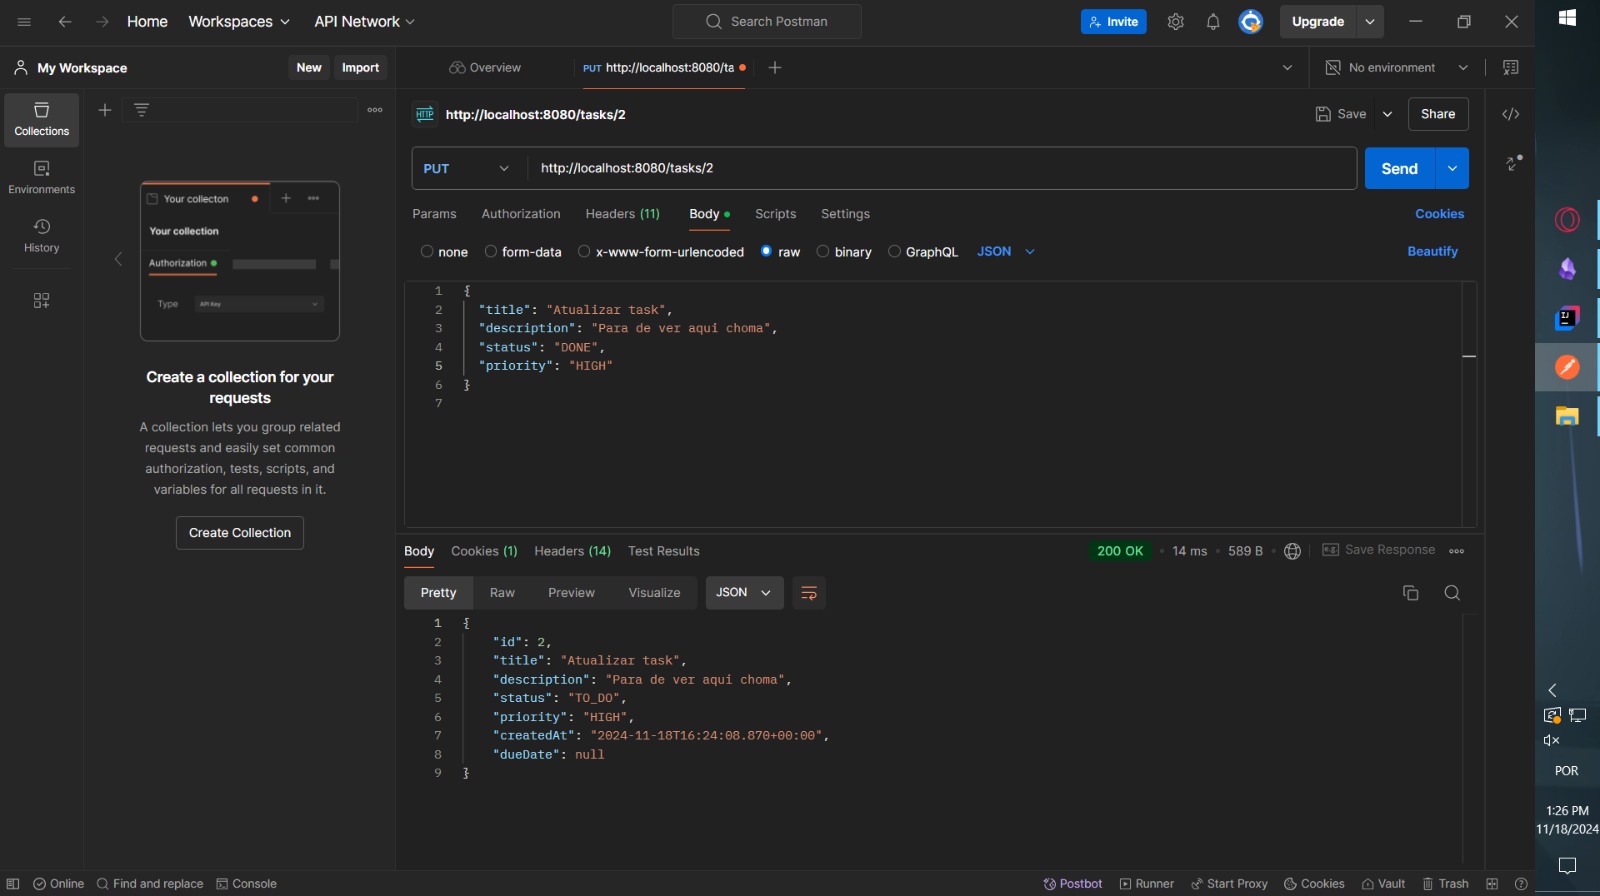 Home
Workspaces
API Network
Search Postman
Invite
Upgrade
My Workspace
New
Import
Overview
PUT http://localhost:8080/ta
No environment
Collections
Environments
History
HTTP
http://localhost:8080/tasks/2
Save
Share
PUT
http://localhost:8080/tasks/2
Send
Params
Authorization
Headers (11)
Body
Scripts
Settings
Cookies
none
form-data
x-www-form-urlencoded
raw
binary
GraphQL
JSON
Beautify
Your collecton
Your collection
Authorization
Type
API Key
Create a collection for your
requests
A collection lets you group related
requests and easily set common
authorization, tests, scripts, and
variables for all requests in it.
Create Collection
1 {
2 "title": "Atualizar task",
3 "description": "Para de ver aqui choma",
4 "status": "DONE",
5 "priority": "HIGH"
6 }
7
Body
Cookies (1)
Headers (14)
Test Results
200 OK
14 ms
589 B
e.g. Save Response
Pretty
Raw
Preview
Visualize
JSON
1 {
2 "id": 2,
3 "title": "Atualizar task",
4 "description": "Para de ver aqui choma",
5 "status": "TO_DO",
6 "priority": "HIGH",
7 "createdAt": "2024-11-18T16:24:08.870+00:00",
8 "dueDate": null
9 }
Online
Find and replace
Console
Postbot
Runner
Start Proxy
Cookies
Vault
Trash
IJ
POR
1:26 PM
11/18/2024